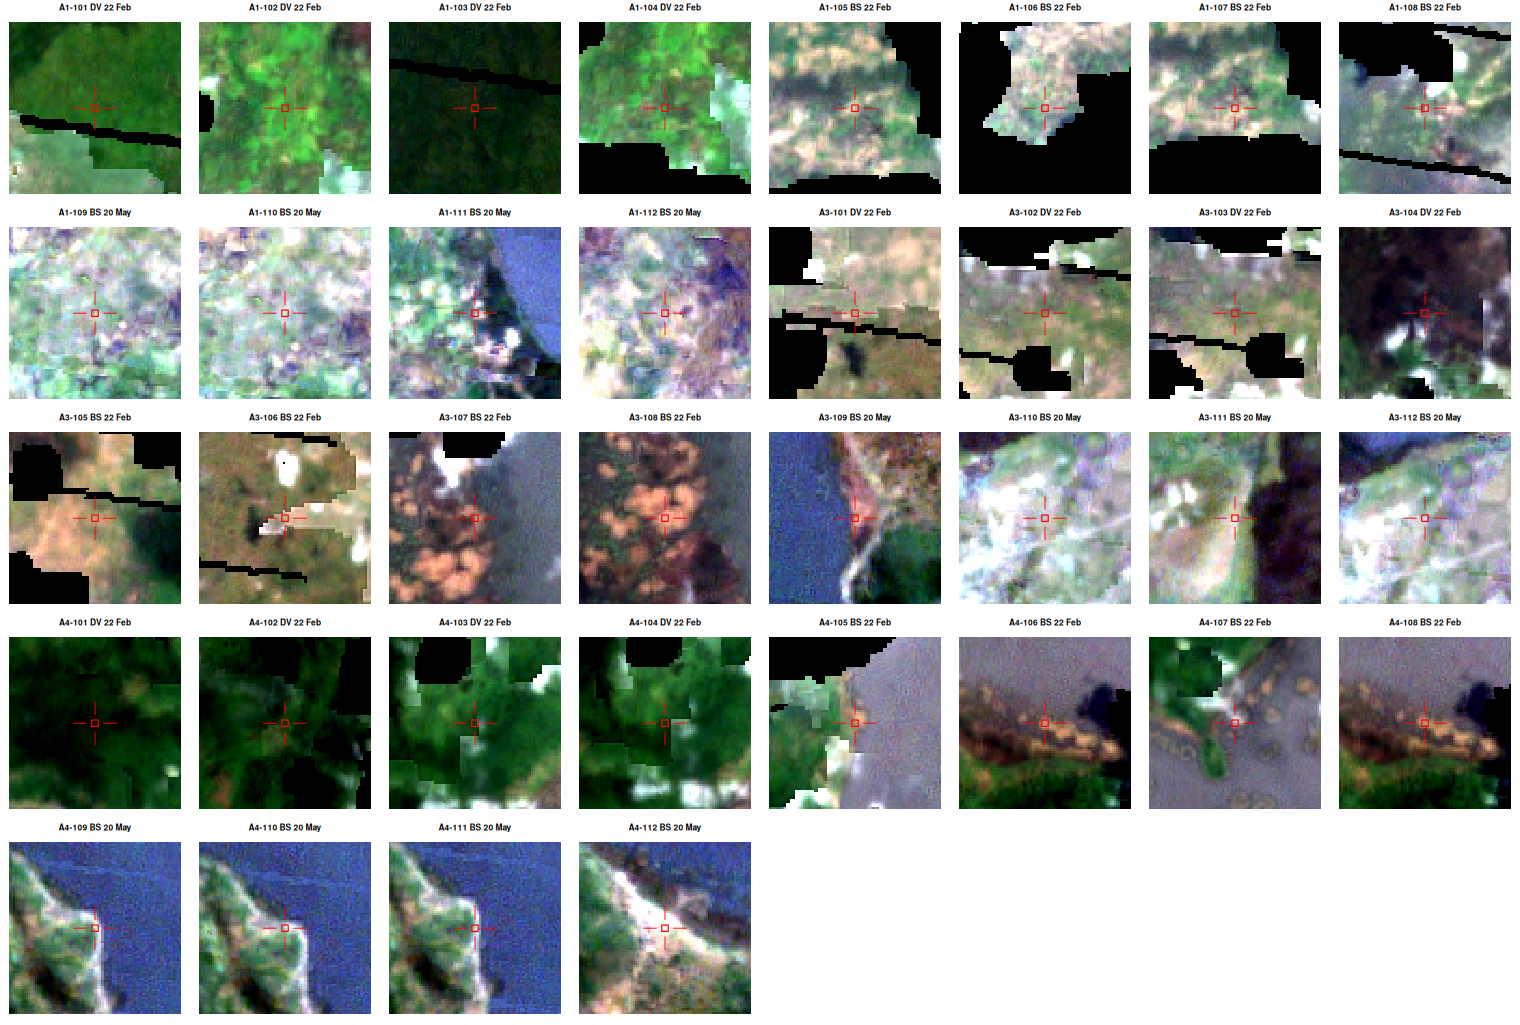 A1-101 DV 22 Feb
A1-102 DV 22 Feb
A1-103 DV 22 Feb
A1-104 DV 22 Feb
A1-105 BS 22 Feb
A1-106 BS 22 Feb
A1-107 BS 22 Feb
A1-108 BS 22 Feb
A1-109 BS 20 May
A1-110 BS 20 May
A1-111 BS 20 May
A1-112 BS 20 May
A3-101 DV 22 Feb
A3-102 DV 22 Feb
A3-103 DV 22 Feb
A3-104 DV 22 Feb
A3-105 BS 22 Feb
A3-106 BS 22 Feb
A3-107 BS 22 Feb
A3-108 BS 22 Feb
A3-109 BS 20 May
A3-110 BS 20 May
A3-111 BS 20 May
A3-112 BS 20 May
A4-101 DV 22 Feb
A4-102 DV 22 Feb
A4-103 DV 22 Feb
A4-104 DV 22 Feb
A4-105 BS 22 Feb
A4-106 BS 22 Feb
A4-107 BS 22 Feb
A4-108 BS 22 Feb
A4-109 BS 20 May
A4-110 BS 20 May
A4-111 BS 20 May
A4-112 BS 20 May